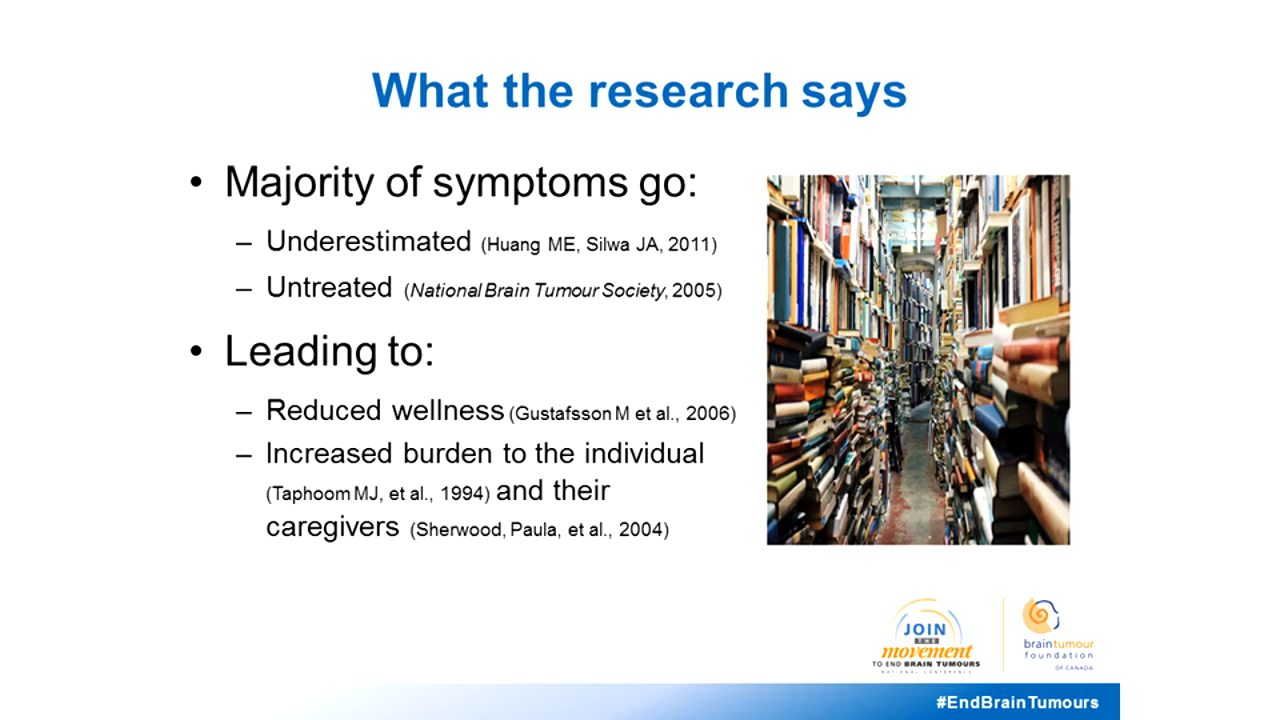 What the research says
• Majority of symptoms go:
– Underestimated (Huang ME, Silwa JA, 2011)
– Untreated (National Brain Tumour Society, 2005)
• Leading to:
– Reduced wellness (Gustafsson M et al., 2006)
– Increased burden to the individual
(Taphoom MJ, et al., 1994) and their
caregivers (Sherwood, Paula, et al., 2004)
JOIN
THE
movement
TO END BRAIN TUMOURS
NATIONAL CONFERENCE
braintumour
foundation
OF CANADA
#EndBrainTumours